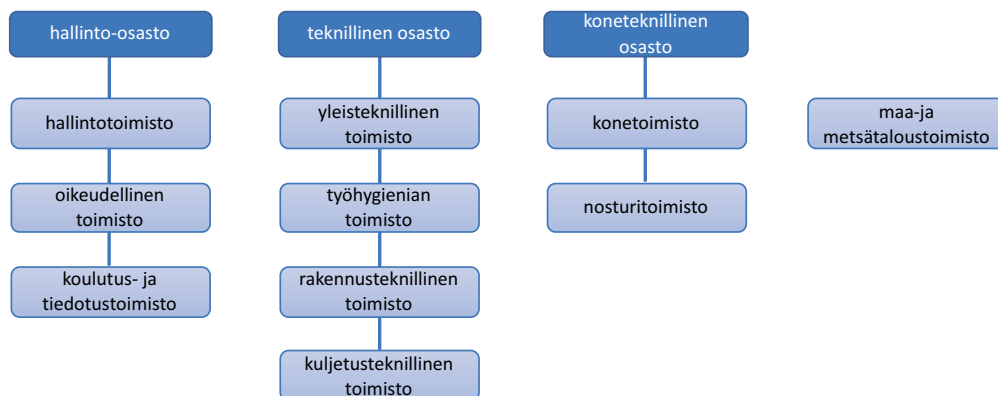 hallinto-osasto
teknillinen osasto
koneteknillinen
osasto
hallintotoimisto
yleisteknillinen
toimisto
konetoimisto
maa-ja
metsätaloustoimisto
oikeudellinen
toimisto
työhygienian
toimisto
nosturitoimisto
koulutus- ja
tiedotustoimisto
rakennusteknillinen
toimisto
kuljetusteknillinen
toimisto